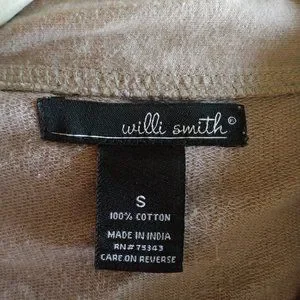 willi smith®
S
100% COTTON
MADE IN INDIA
RN# 75343
CARE ON REVERSE